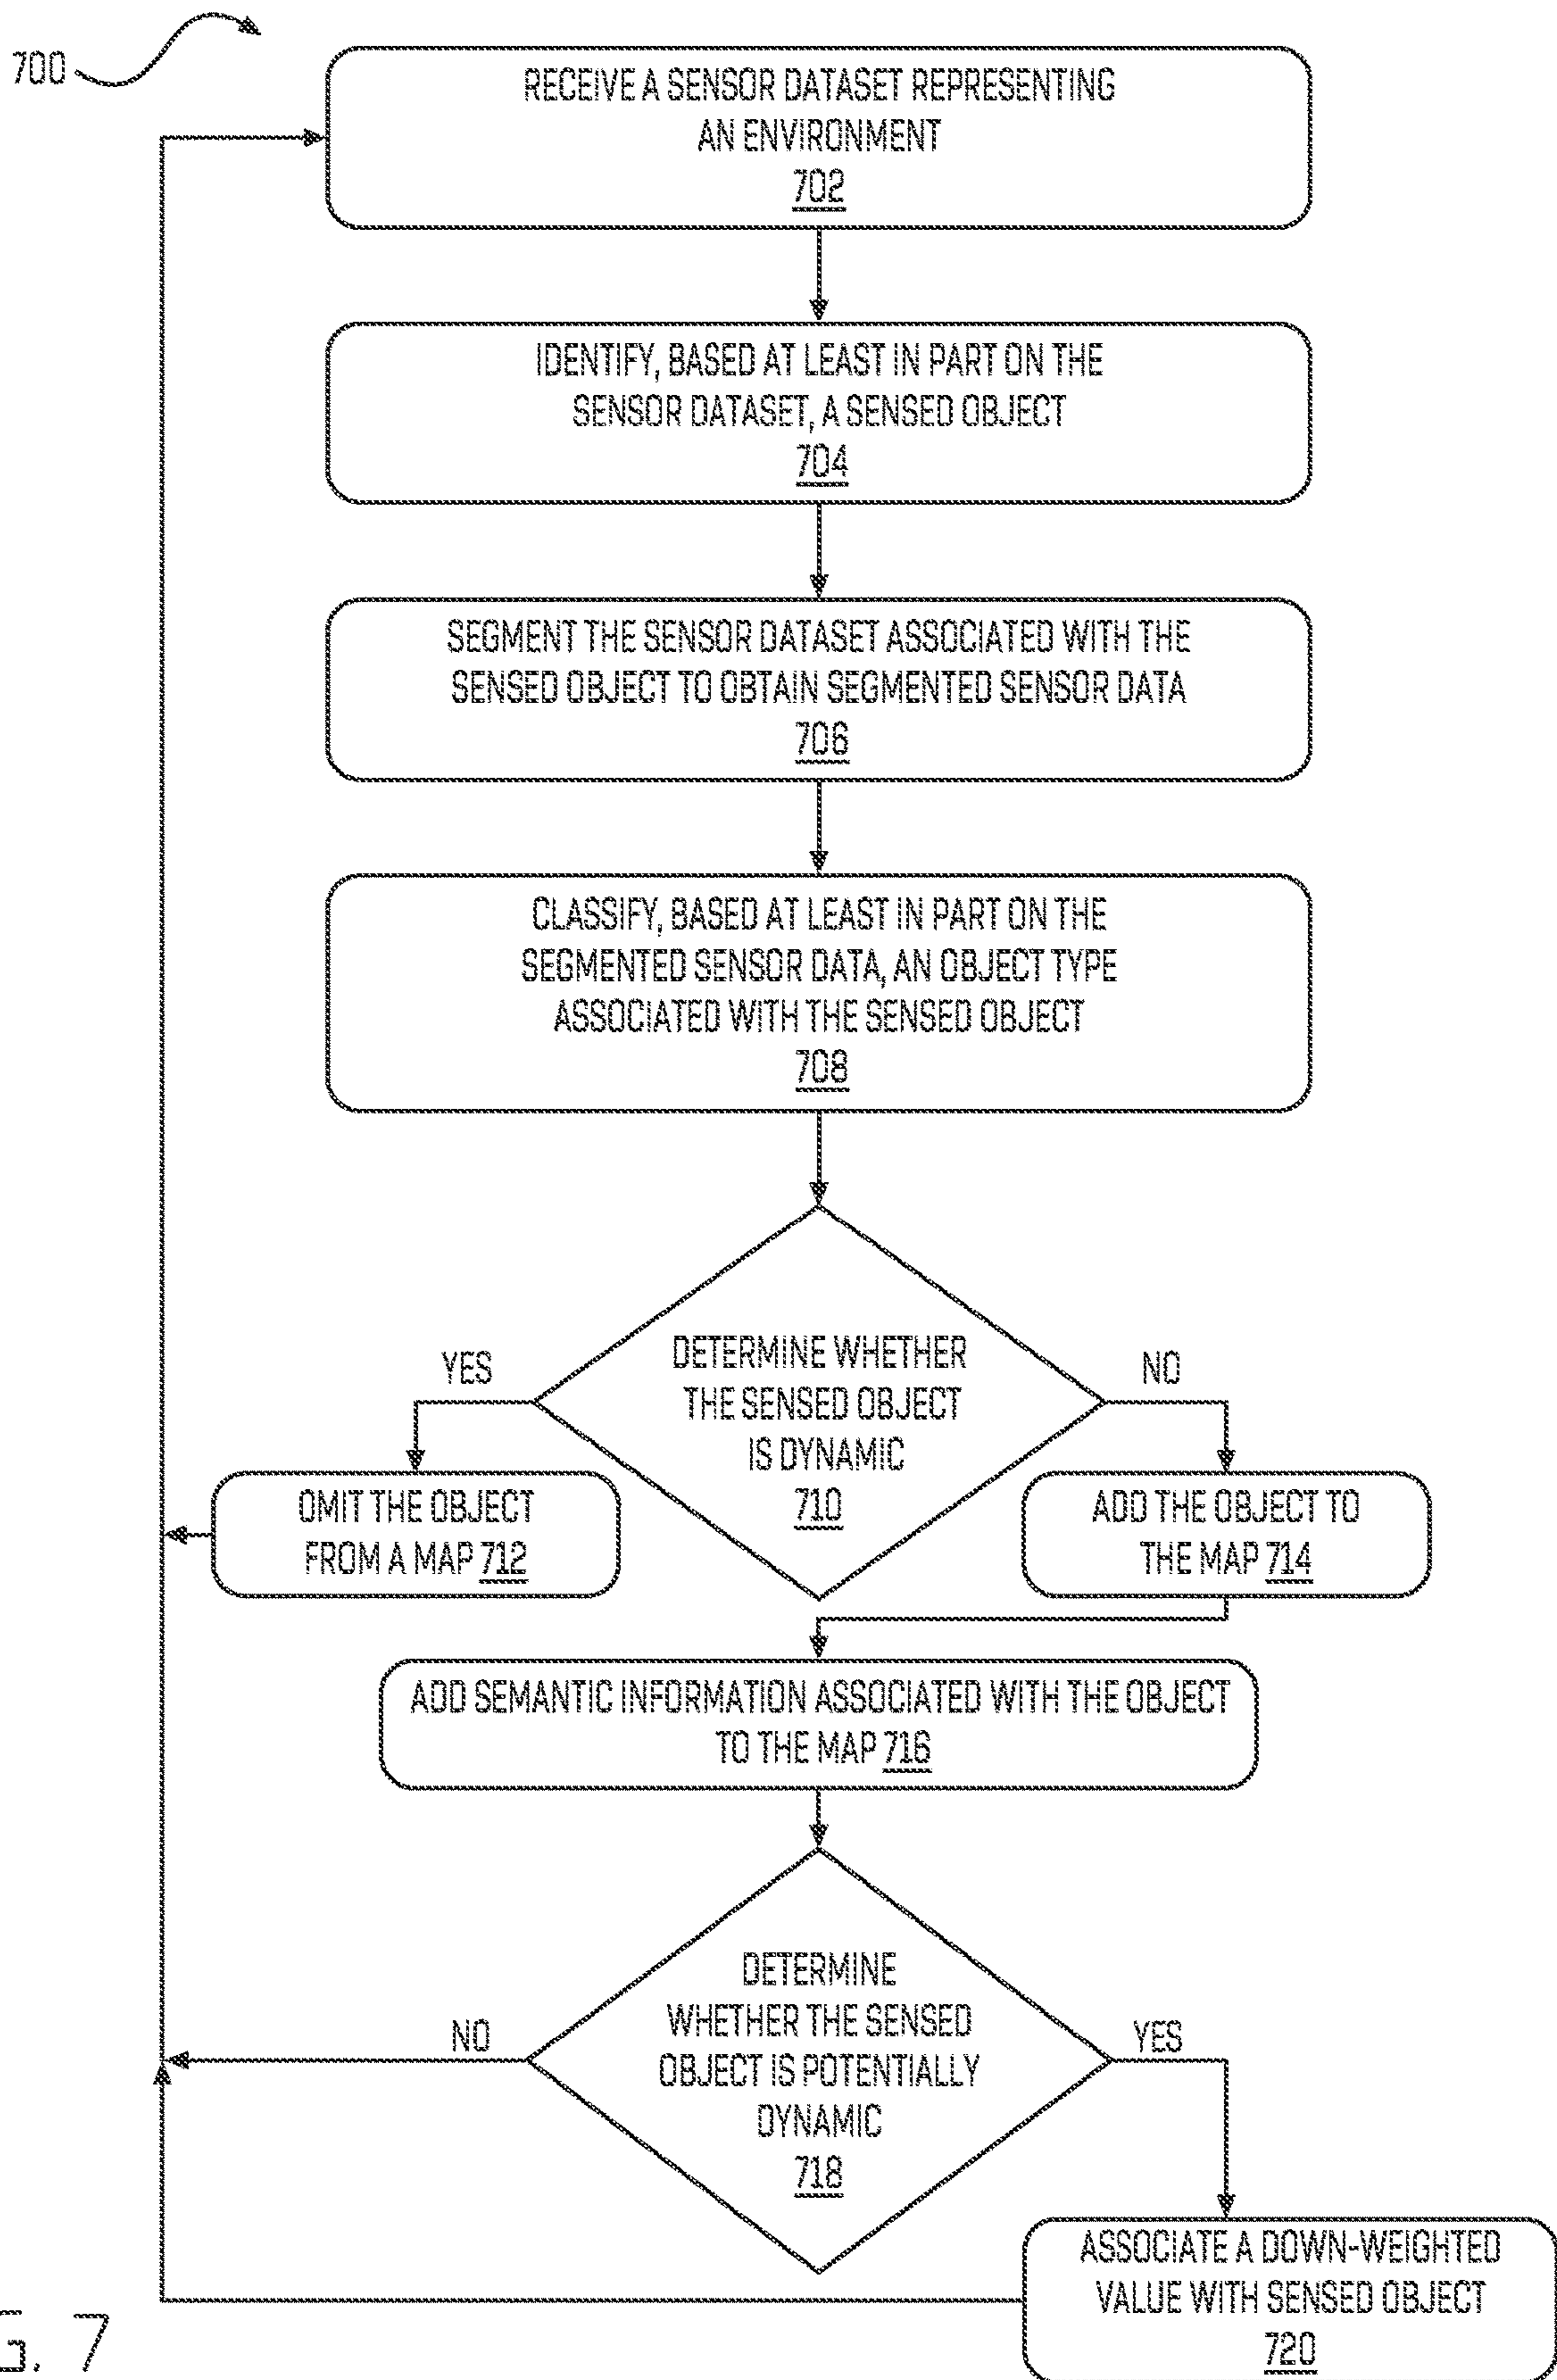 700
RECEIVE A SENSOR DATASET REPRESENTING
AN ENVIRONMENT
702
IDENTIFY, BASED AT LEAST IN PART ON THE
SENSOR DATASET, A SENSED OBJECT
704
SEGMENT THE SENSOR DATASET ASSOCIATED WITH THE
SENSED OBJECT TO OBTAIN SEGMENTED SENSOR DATA
706
CLASSIFY, BASED AT LEAST IN PART ON THE
SEGMENTED SENSOR DATA, AN OBJECT TYPE
ASSOCIATED WITH THE SENSED OBJECT
708
YES
DETERMINE WHETHER
THE SENSED OBJECT
IS DYNAMIC
710
NO
OMIT THE OBJECT
FROM A MAP 712
ADD THE OBJECT TO
THE MAP 714
ADD SEMANTIC INFORMATION ASSOCIATED WITH THE OBJECT
TO THE MAP 716
NO
DETERMINE
WHETHER THE SENSED
OBJECT IS POTENTIALLY
DYNAMIC
718
YES
ASSOCIATE A DOWN-WEIGHTED
VALUE WITH SENSED OBJECT
720
G. 7